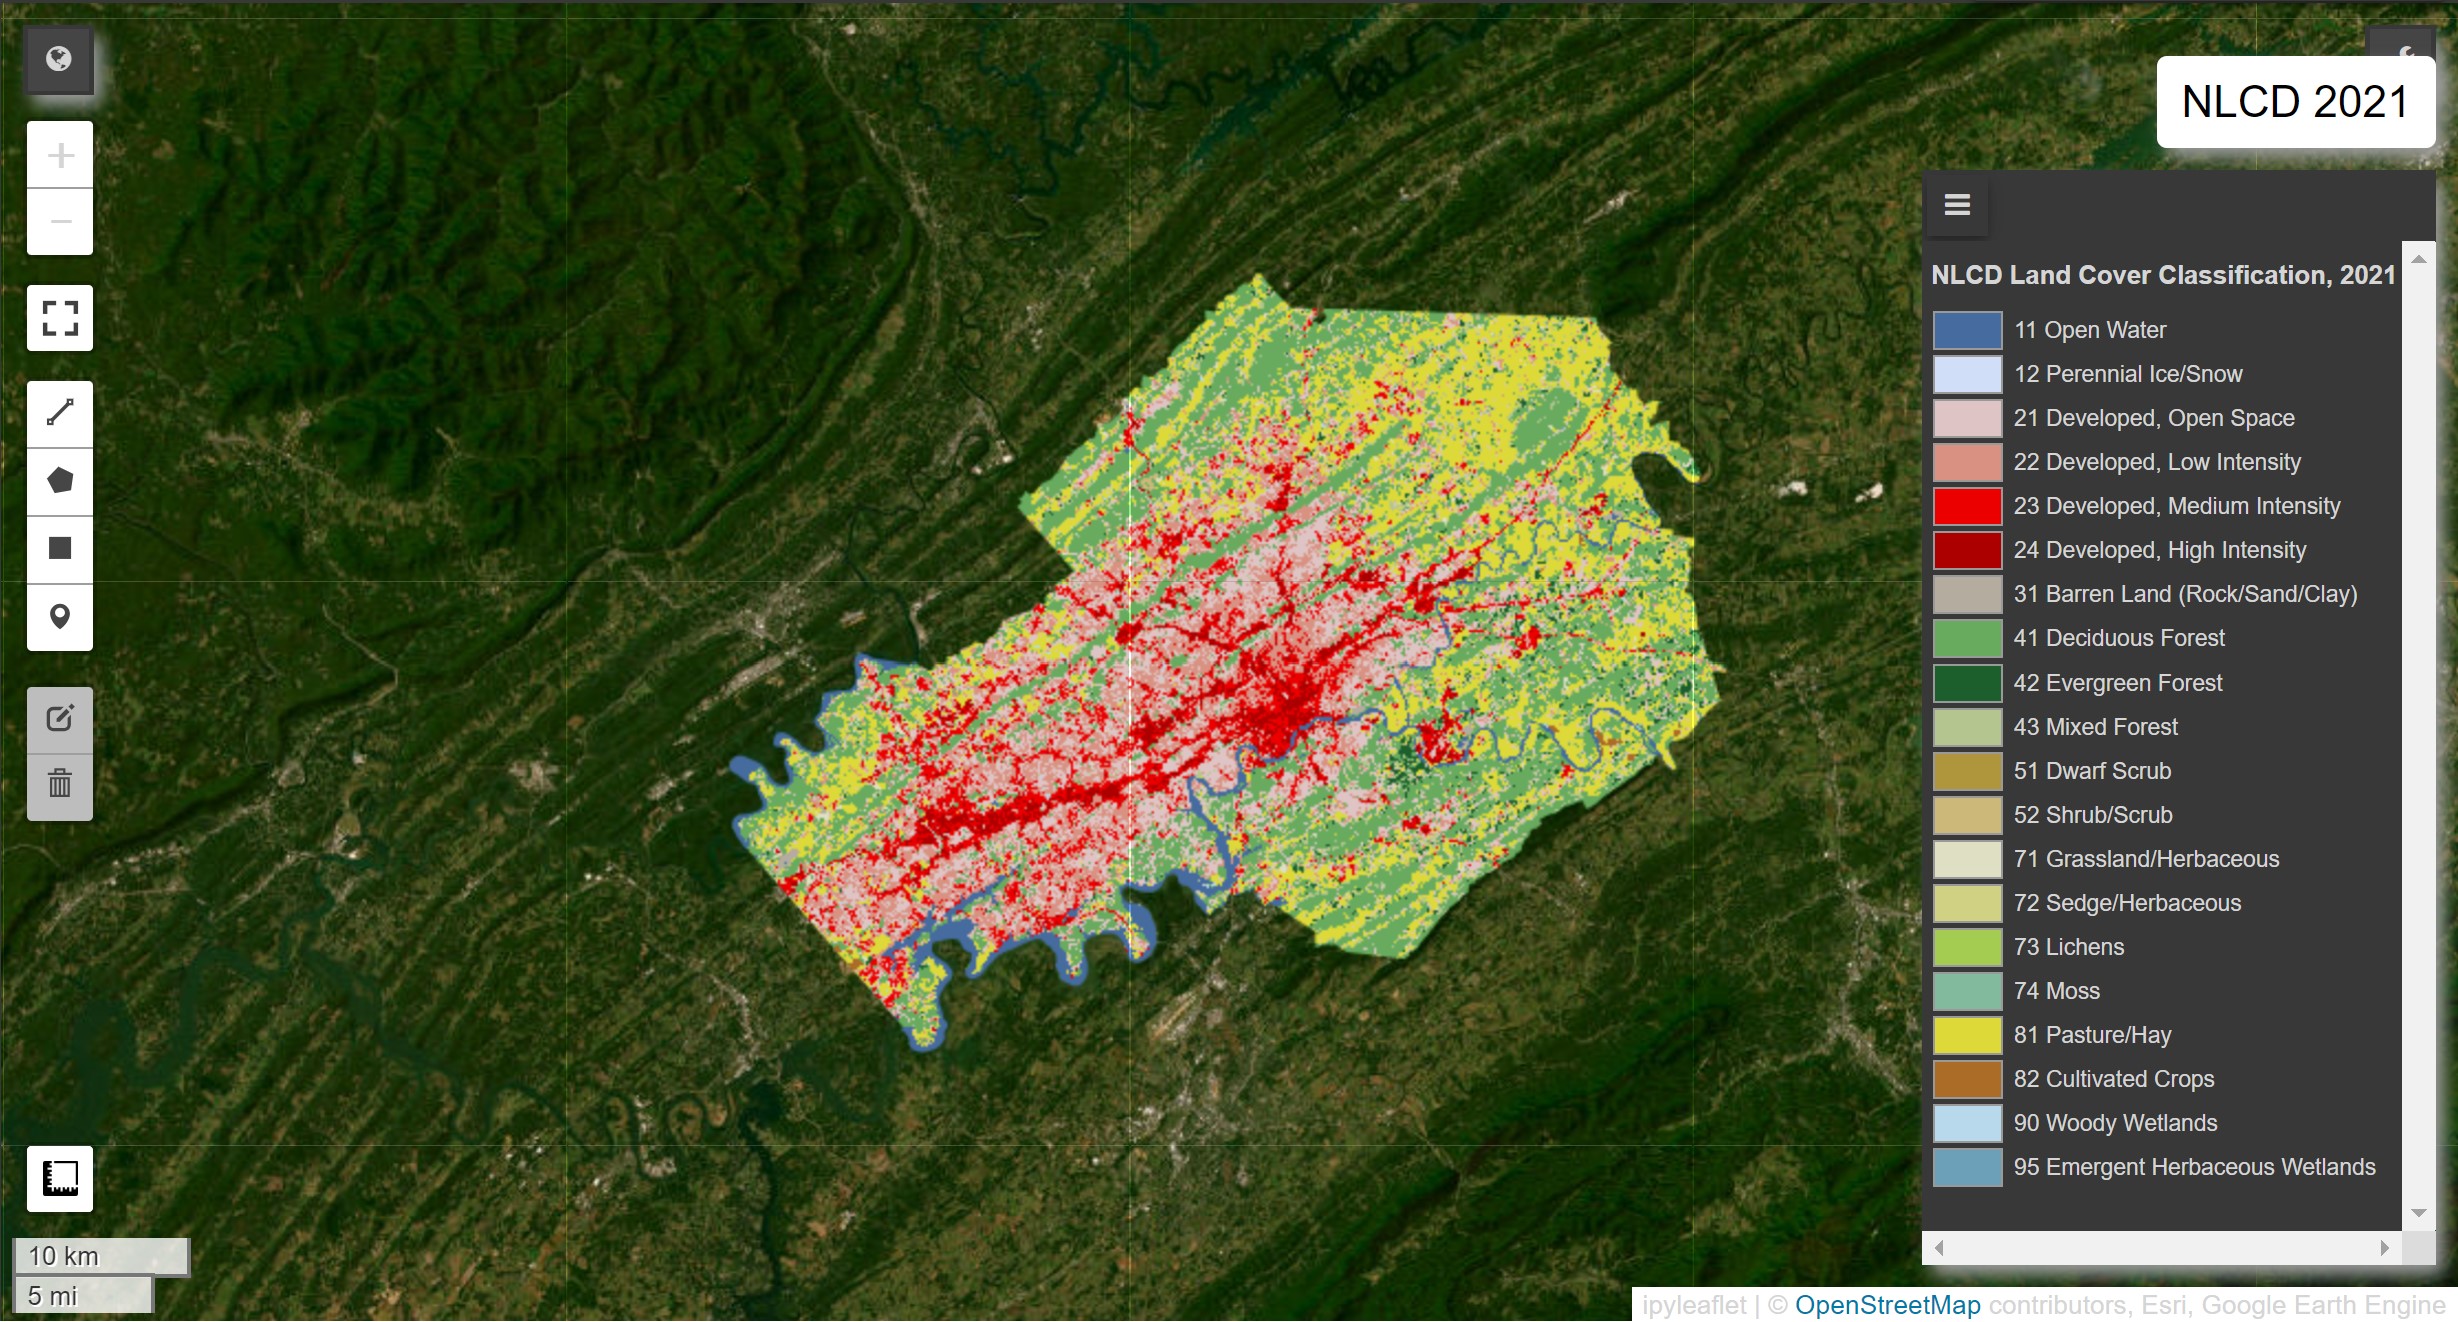 NLCD 2021
NLCD Land Cover Classification, 2021
11 Open Water
12 Perennial Ice/Snow
21 Developed, Open Space
22 Developed, Low Intensity
23 Developed, Medium Intensity
24 Developed, High Intensity
31 Barren Land (Rock/Sand/Clay)
41 Deciduous Forest
42 Evergreen Forest
43 Mixed Forest
51 Dwarf Scrub
52 Shrub/Scrub
71 Grassland/Herbaceous
72 Sedge/Herbaceous
73 Lichens
74 Moss
81 Pasture/Hay
82 Cultivated Crops
90 Woody Wetlands
95 Emergent Herbaceous Wetlands
10 km
5 mi
ipyleaflet | © OpenStreetMap contributors, Esri, Google Earth Engine